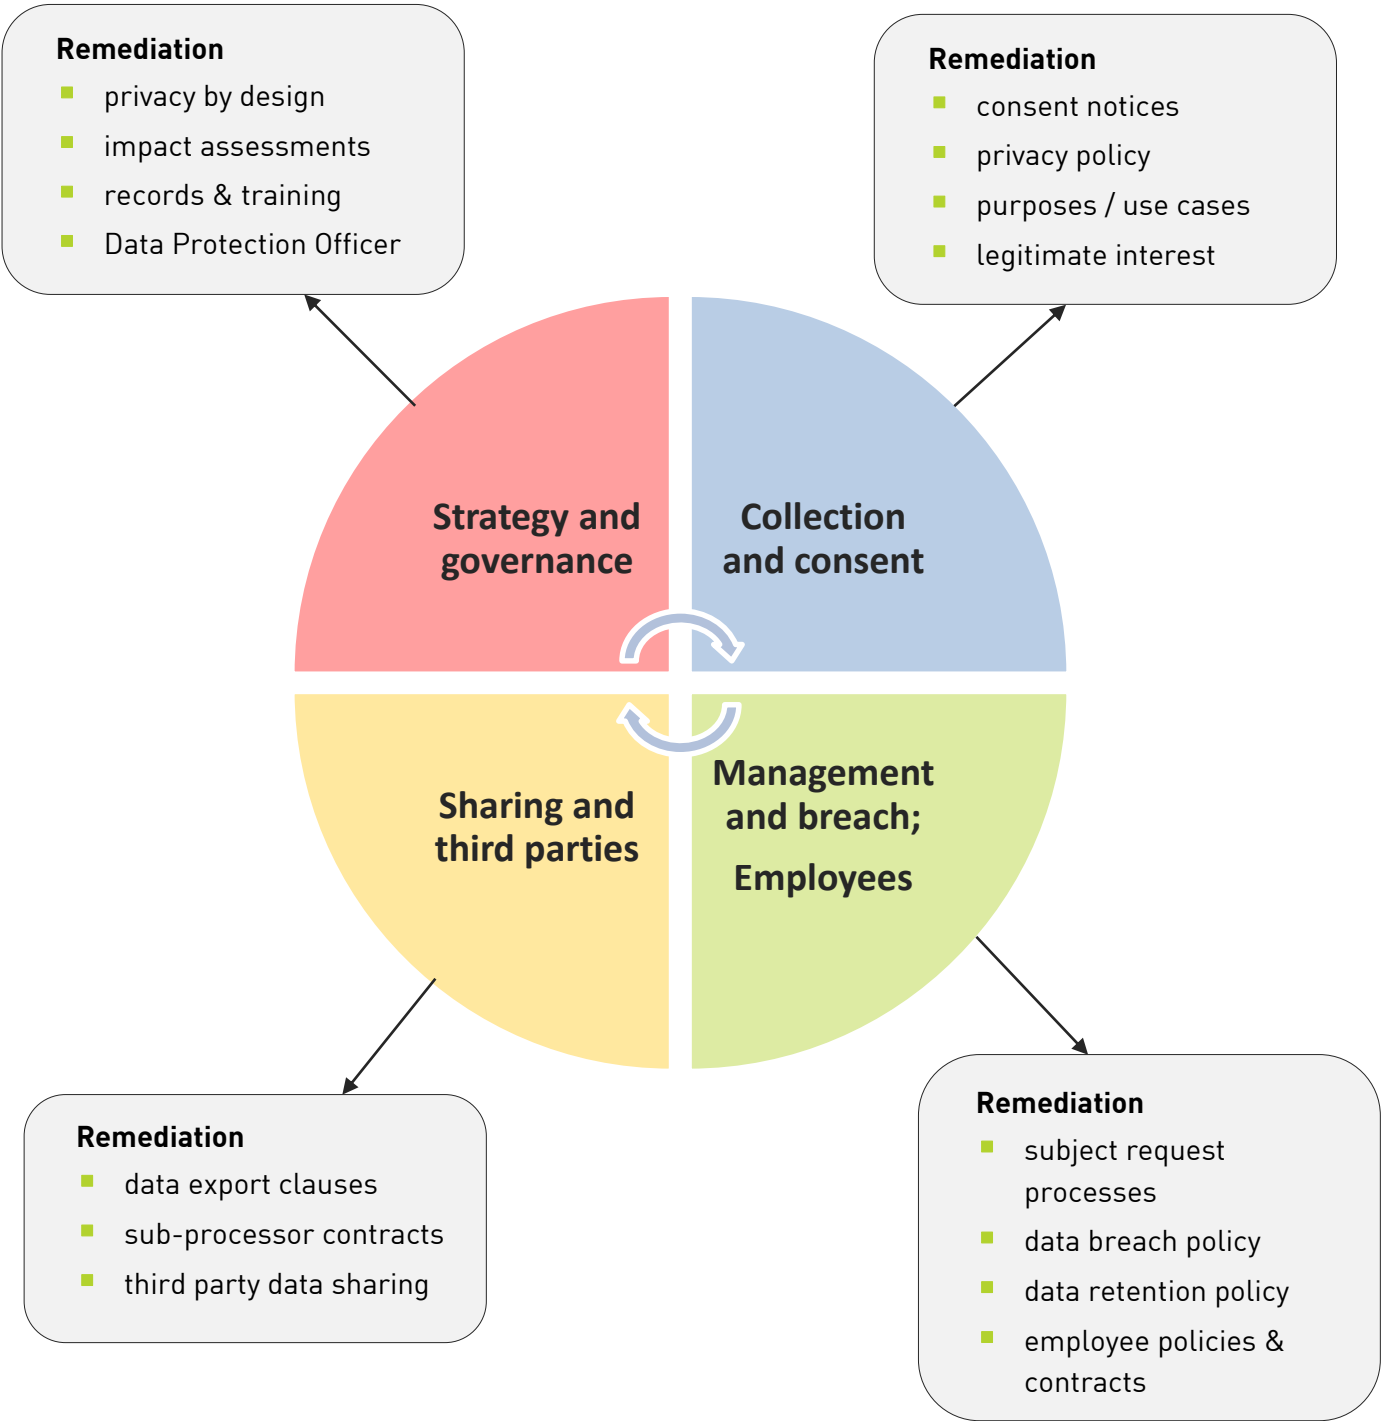 Remediation
privacy by design
impact assessments
records & training
Data Protection Officer
Remediation
consent notices
privacy policy
purposes / use cases
legitimate interest
Strategy and
governance
Collection
and consent
Sharing and
third parties
Management
and breach;
Employees
Remediation
data export clauses
sub-processor contracts
third party data sharing
Remediation
subject request
processes
data breach policy
data retention policy
employee policies &
contracts